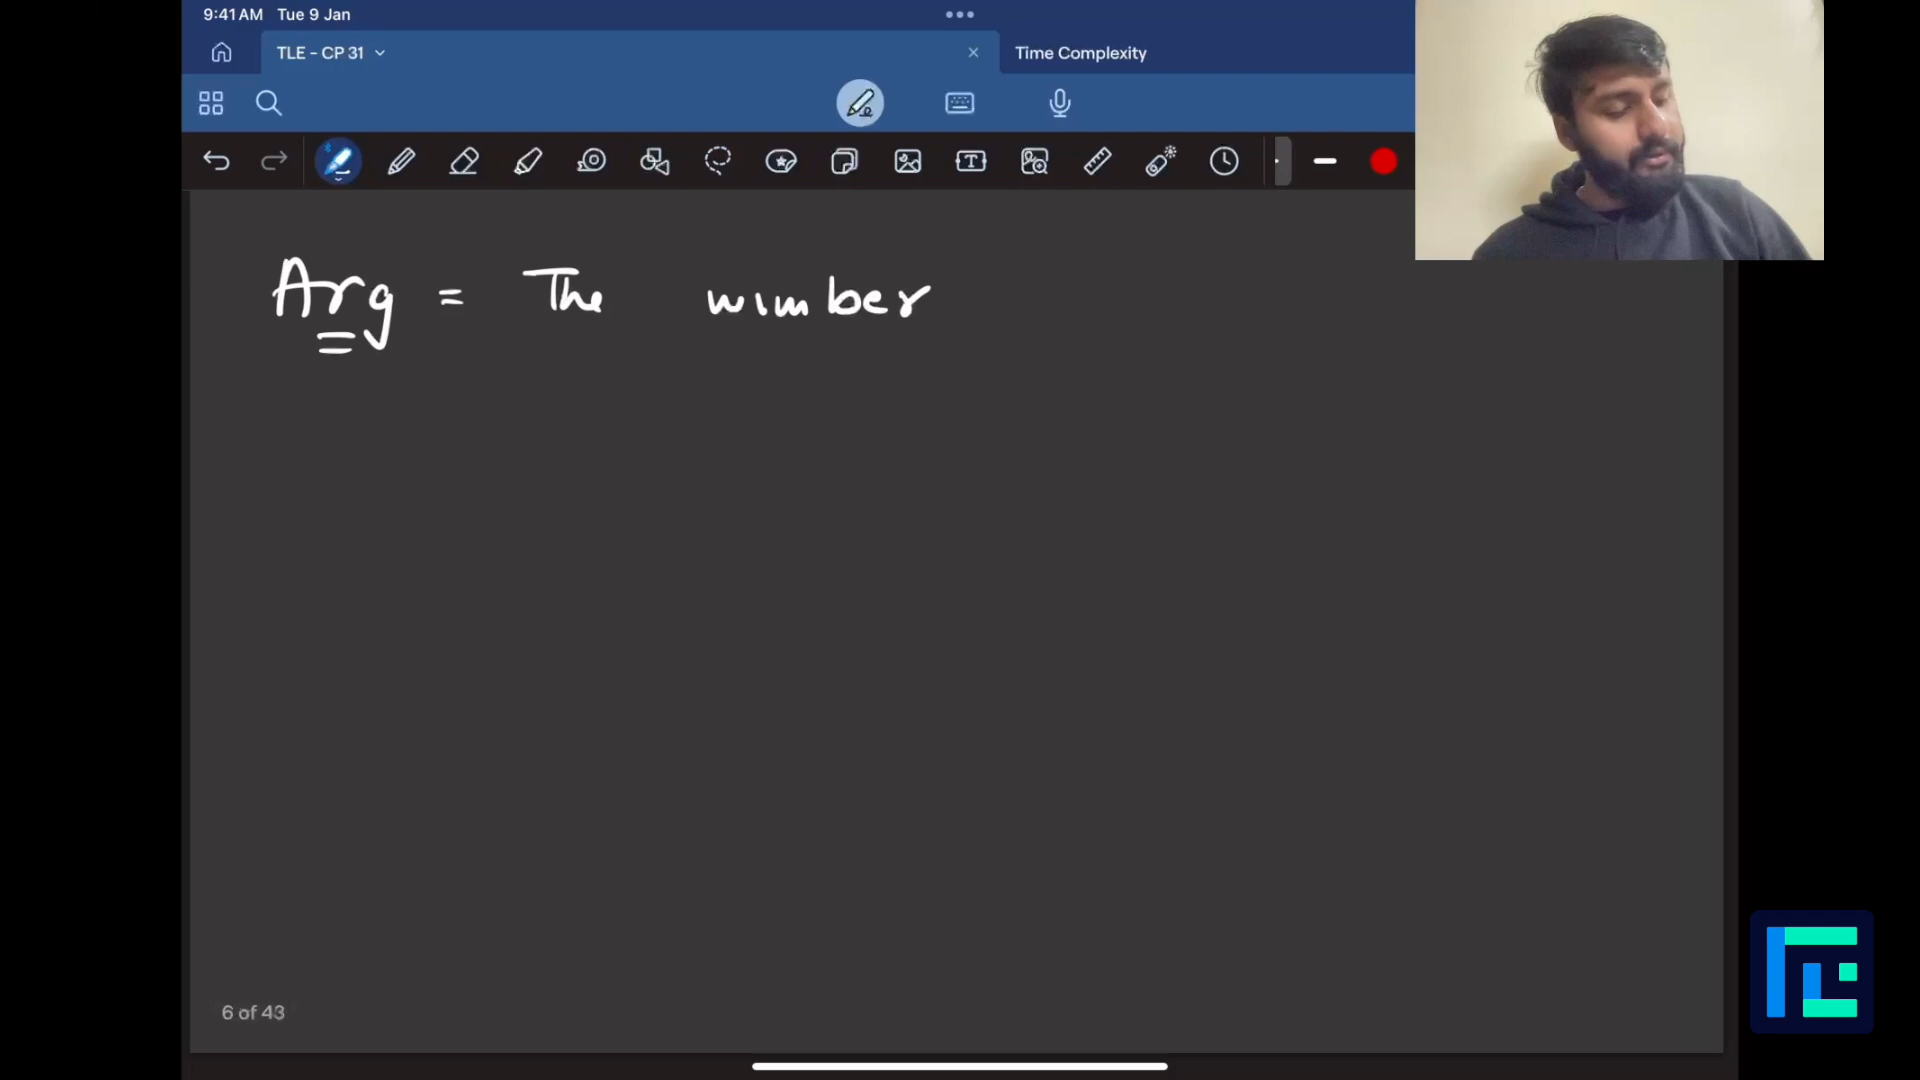 9:41 AM Tue 9 Jan
TLE - CP 31
Time Complexity
Arg = The wimber
6 of 43